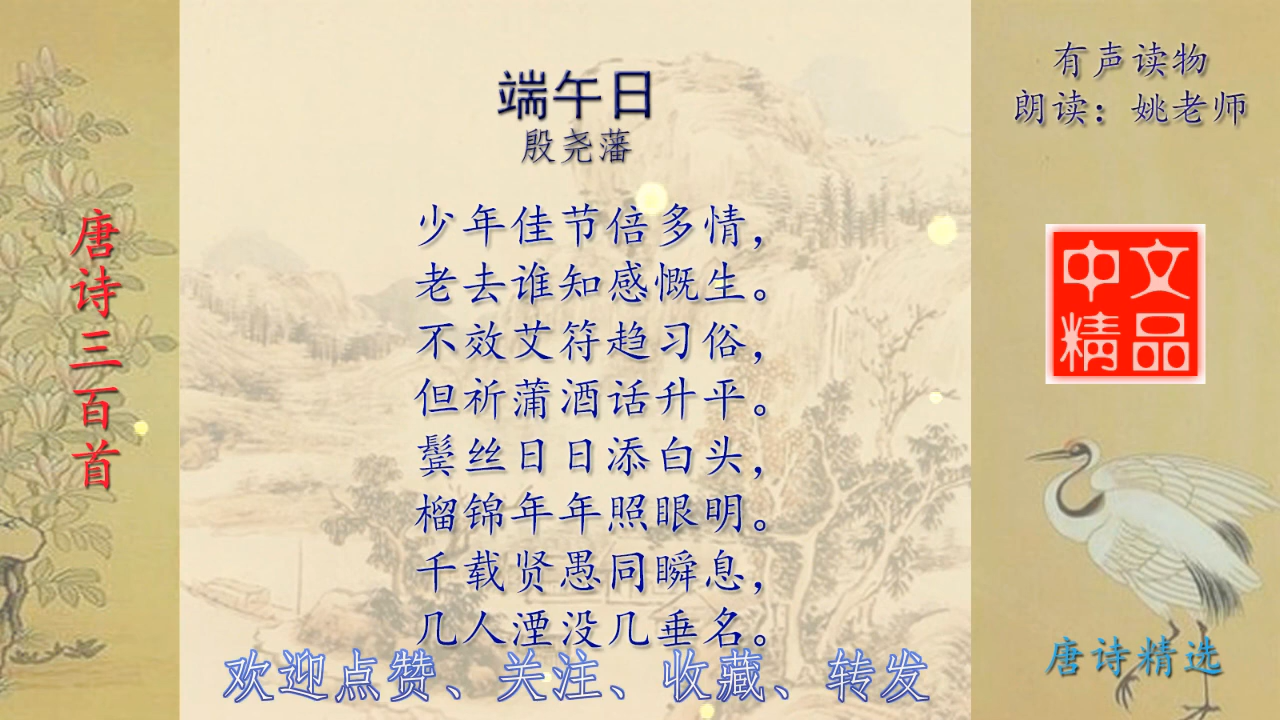 端午日
殷尧藩
少年佳节倍多情，
老去谁知感慨生。
不效艾符趋习俗，
但祈蒲酒话升平。
鬓丝日日添白头，
榴锦年年照眼明。
千载贤愚同瞬息，
几人湮没几垂名。
欢迎点赞、关注、收藏、转发
唐诗三百首
有声读物
朗读：姚老师
中文
精品
唐诗精选